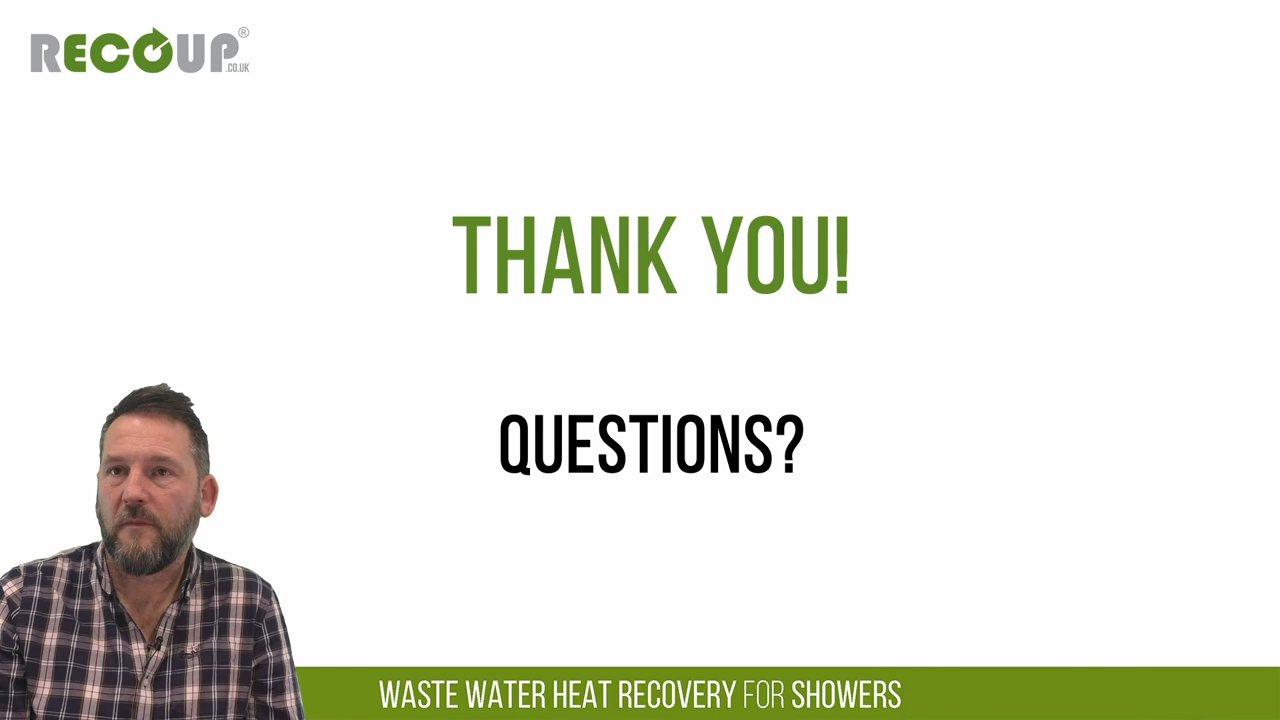 RECOUP®
.CO.UK
THANK YOU!
QUESTIONS?
WASTE WATER HEAT RECOVERY FOR SHOWERS